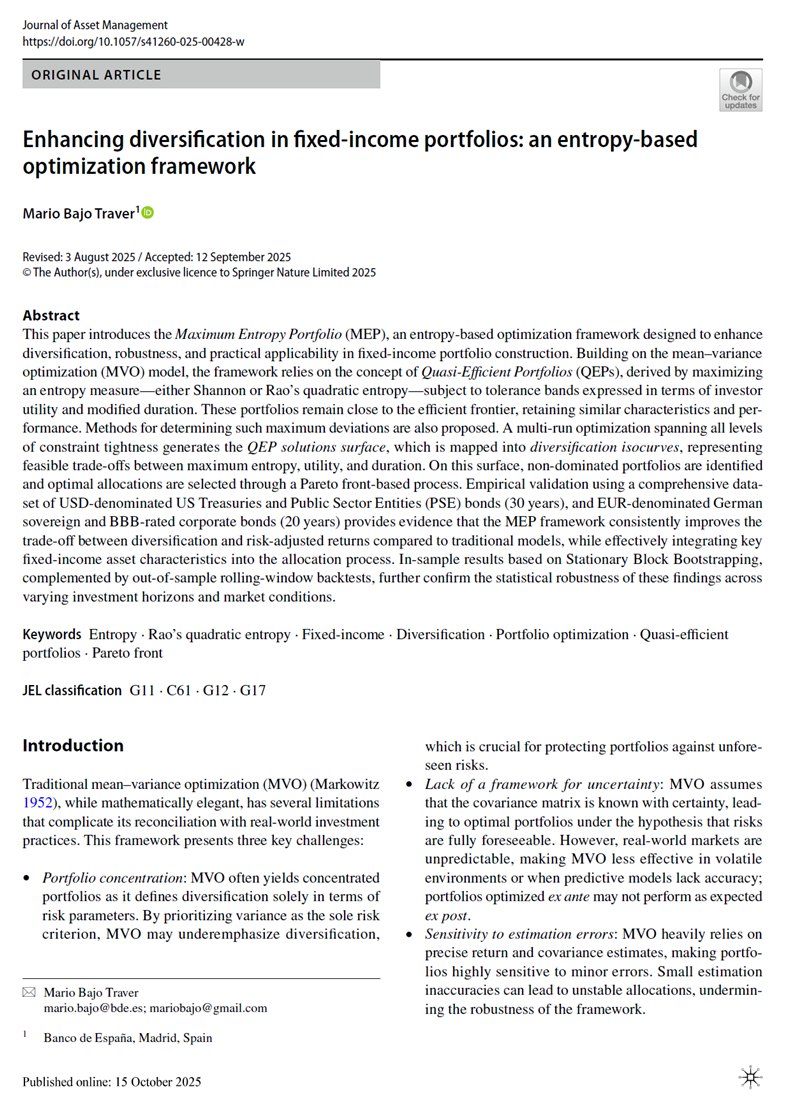 Journal of Asset Management
https://doi.org/10.1057/s41260-025-00428-w
ORIGINAL ARTICLE
Check for
updates
Enhancing diversification in fixed-income portfolios: an entropy-based
optimization framework
Mario Bajo Traver1 iD
Revised: 3 August 2025 / Accepted: 12 September 2025
© The Author(s), under exclusive licence to Springer Nature Limited 2025
Abstract
This paper introduces the Maximum Entropy Portfolio (MEP), an entropy-based optimization framework designed to enhance
diversification, robustness, and practical applicability in fixed-income portfolio construction. Building on the mean–variance
optimization (MVO) model, the framework relies on the concept of Quasi-Efficient Portfolios (QEPs), derived by maximizing
an entropy measure—either Shannon or Rao's quadratic entropy—subject to tolerance bands expressed in terms of investor
utility and modified duration. These portfolios remain close to the efficient frontier, retaining similar characteristics and per-
formance. Methods for determining such maximum deviations are also proposed. A multi-run optimization spanning all levels
of constraint tightness generates the QEP solutions surface, which is mapped into diversification isocurves, representing
feasible trade-offs between maximum entropy, utility, and duration. On this surface, non-dominated portfolios are identified
and optimal allocations are selected through a Pareto front-based process. Empirical validation using a comprehensive data-
set of USD-denominated US Treasuries and Public Sector Entities (PSE) bonds (30 years), and EUR-denominated German
sovereign and BBB-rated corporate bonds (20 years) provides evidence that the MEP framework consistently improves the
trade-off between diversification and risk-adjusted returns compared to traditional models, while effectively integrating key
fixed-income asset characteristics into the allocation process. In-sample results based on Stationary Block Bootstrapping,
complemented by out-of-sample rolling-window backtests, further confirm the statistical robustness of these findings across
varying investment horizons and market conditions.
Keywords Entropy · Rao's quadratic entropy · Fixed-income · Diversification · Portfolio optimization · Quasi-efficient
portfolios · Pareto front
JEL classification G11 · C61 · G12 · G17
Introduction
Traditional mean–variance optimization (MVO) (Markowitz
1952), while mathematically elegant, has several limitations
that complicate its reconciliation with real-world investment
practices. This framework presents three key challenges:
• Portfolio concentration: MVO often yields concentrated
portfolios as it defines diversification solely in terms of
risk parameters. By prioritizing variance as the sole risk
criterion, MVO may underemphasize diversification,
which is crucial for protecting portfolios against unfore-
seen risks.
• Lack of a framework for uncertainty: MVO assumes
that the covariance matrix is known with certainty, lead-
ing to optimal portfolios under the hypothesis that risks
are fully foreseeable. However, real-world markets are
unpredictable, making MVO less effective in volatile
environments or when predictive models lack accuracy;
portfolios optimized ex ante may not perform as expected
ex post.
• Sensitivity to estimation errors: MVO heavily relies on
precise return and covariance estimates, making portfo-
lios highly sensitive to minor errors. Small estimation
inaccuracies can lead to unstable allocations, undermin-
ing the robustness of the framework.
Mario Bajo Traver
mario.bajo@bde.es; mariobajo@gmail.com
1 Banco de España, Madrid, Spain
Published online: 15 October 2025